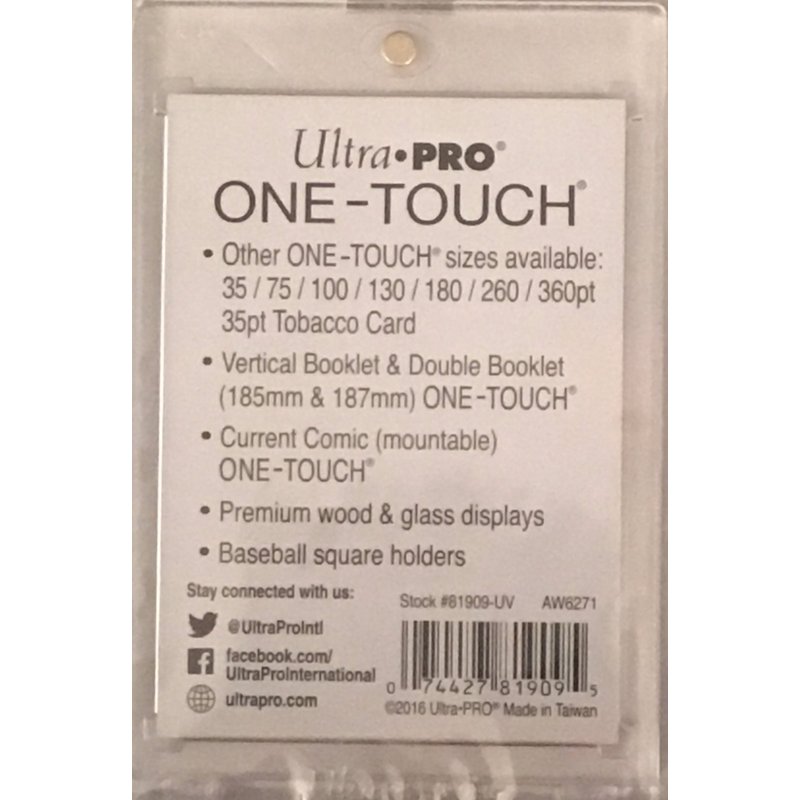 Ultra•PRO®
ONE-TOUCH®
• Other ONE-TOUCH® sizes available:
35 / 75 / 100 / 130 / 180 / 260 / 360pt
35pt Tobacco Card
• Vertical Booklet & Double Booklet
(185mm & 187mm) ONE-TOUCH®
• Current Comic (mountable)
ONE-TOUCH®
• Premium wood & glass displays
• Baseball square holders
Stay connected with us:
@UltraProIntl
facebook.com/
UltraProInternational
ultrapro.com
Stock #81909-UV AW6271
0 74427 81909 5
©2016 Ultra•PRO® Made in Taiwan